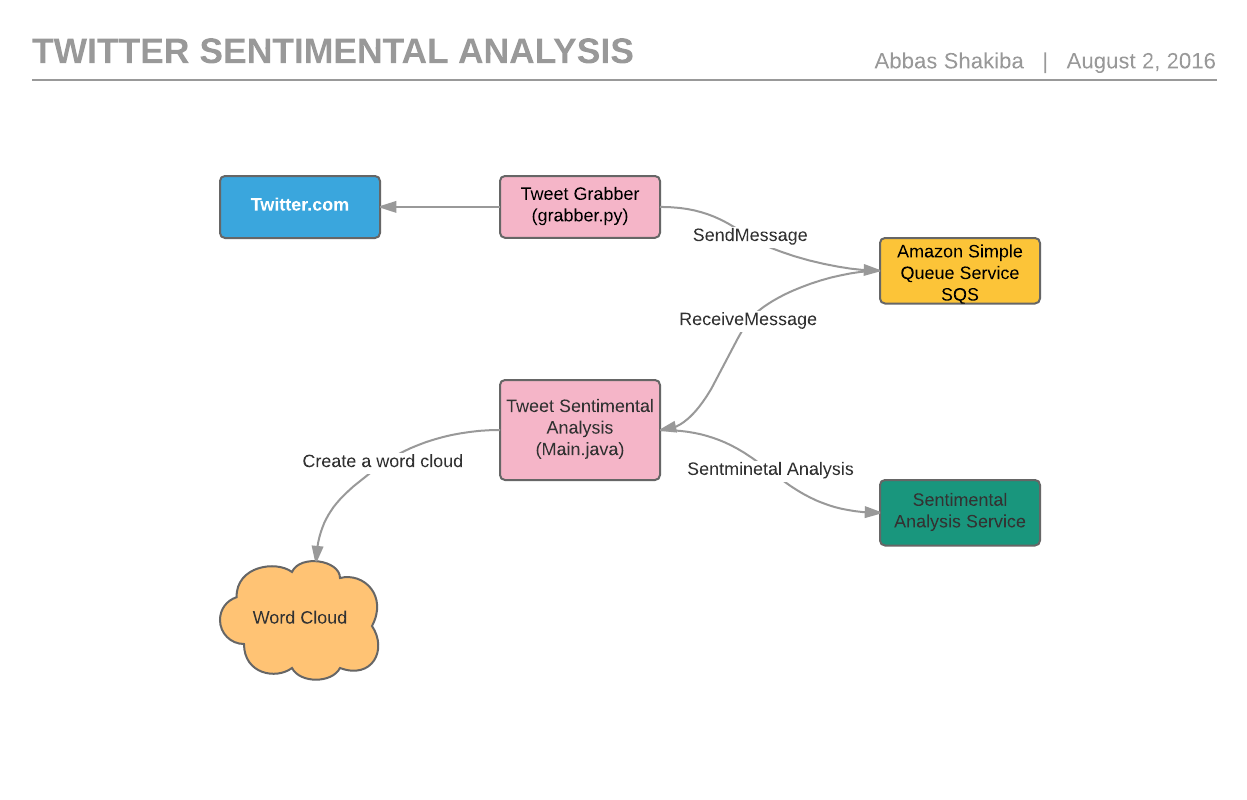 TWITTER SENTIMENTAL ANALYSIS
Abbas Shakiba | August 2, 2016
Twitter.com
Tweet Grabber
(grabber.py)
SendMessage
Amazon Simple
Queue Service
SQS
ReceiveMessage
Tweet Sentimental
Analysis
(Main.java)
Create a word cloud
Sentminetal Analysis
Sentimental
Analysis Service
Word Cloud